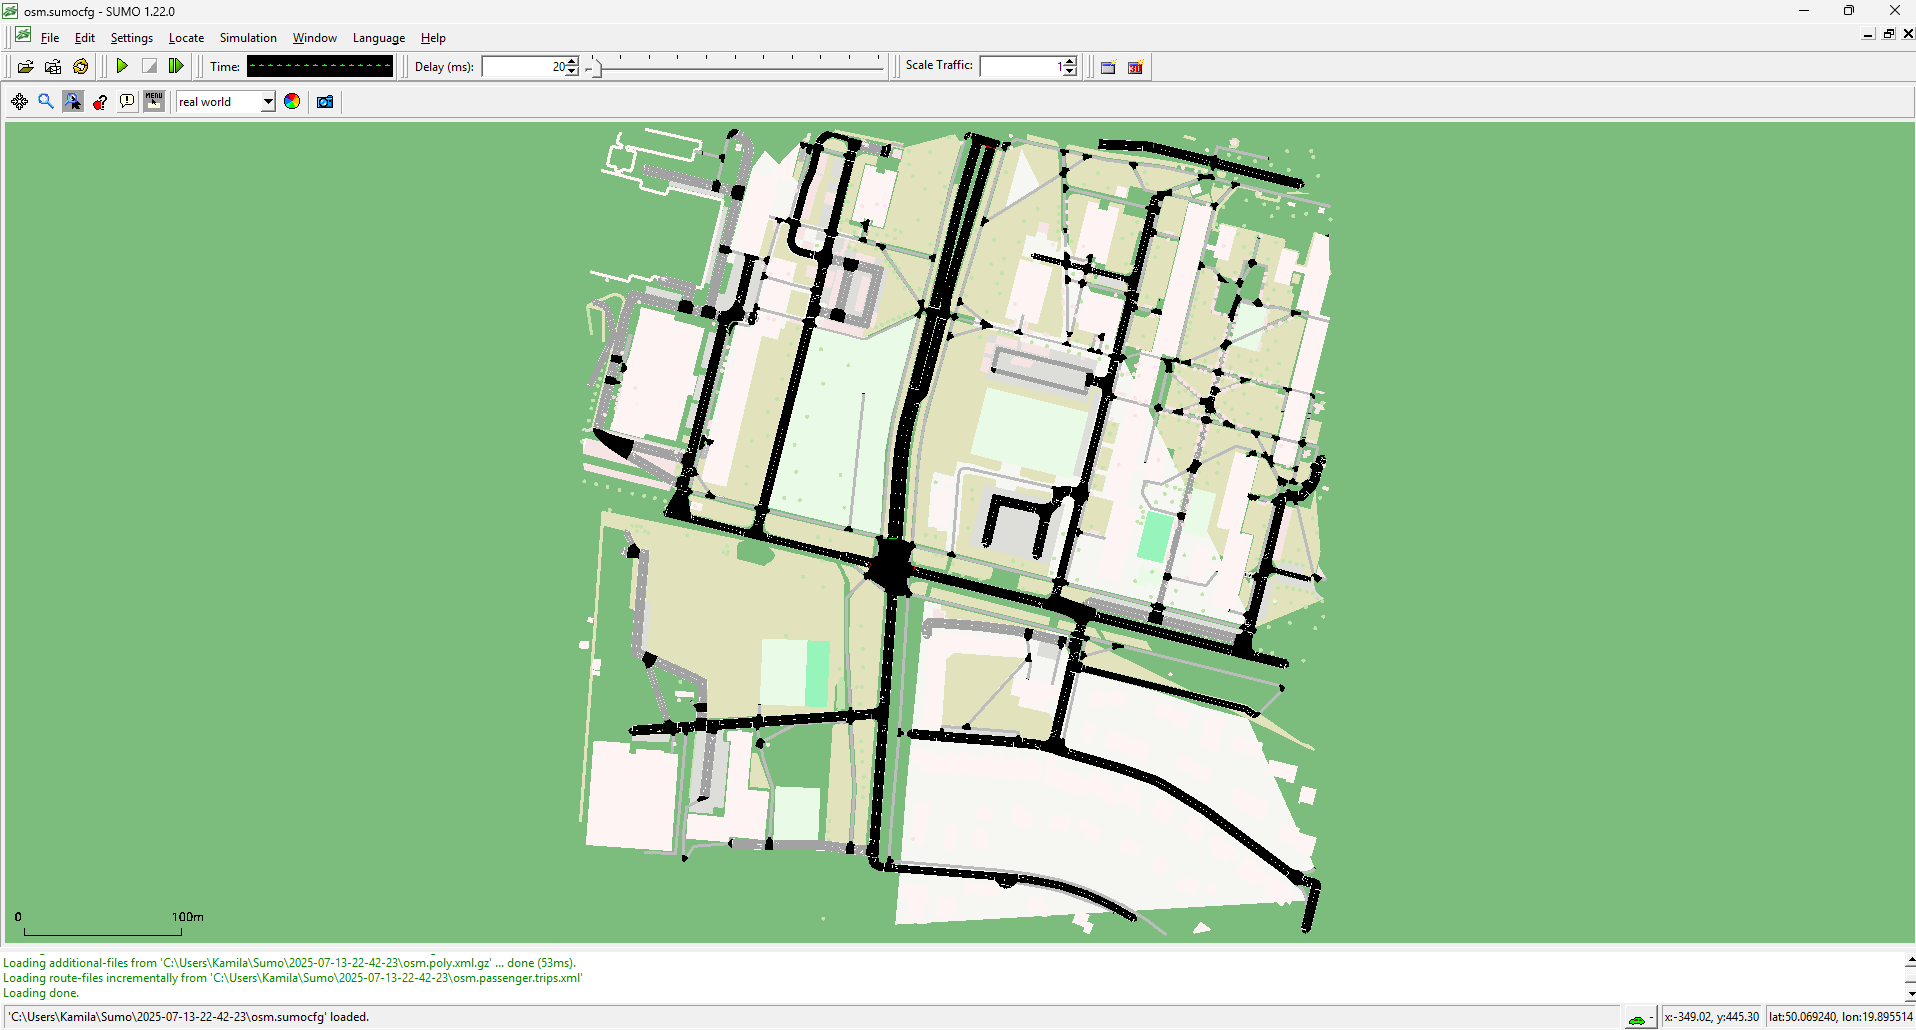 osm.sumocfg - SUMO 1.22.0
File Edit Settings Locate Simulation Window Language Help
Time: Delay (ms): 20 Scale Traffic: 1
MENU real world
0 100m
Loading additional-files from 'C:\Users\Kamila\Sumo\2025-07-13-22-42-23\osm.poly.xml.gz' ... done (53ms).
Loading route-files incrementally from 'C:\Users\Kamila\Sumo\2025-07-13-22-42-23\osm.passenger.trips.xml'
Loading done.
'C:\Users\Kamila\Sumo\2025-07-13-22-42-23\osm.sumocfg' loaded. - x:-349.02, y:445.30 lat:50.069240, lon:19.895514